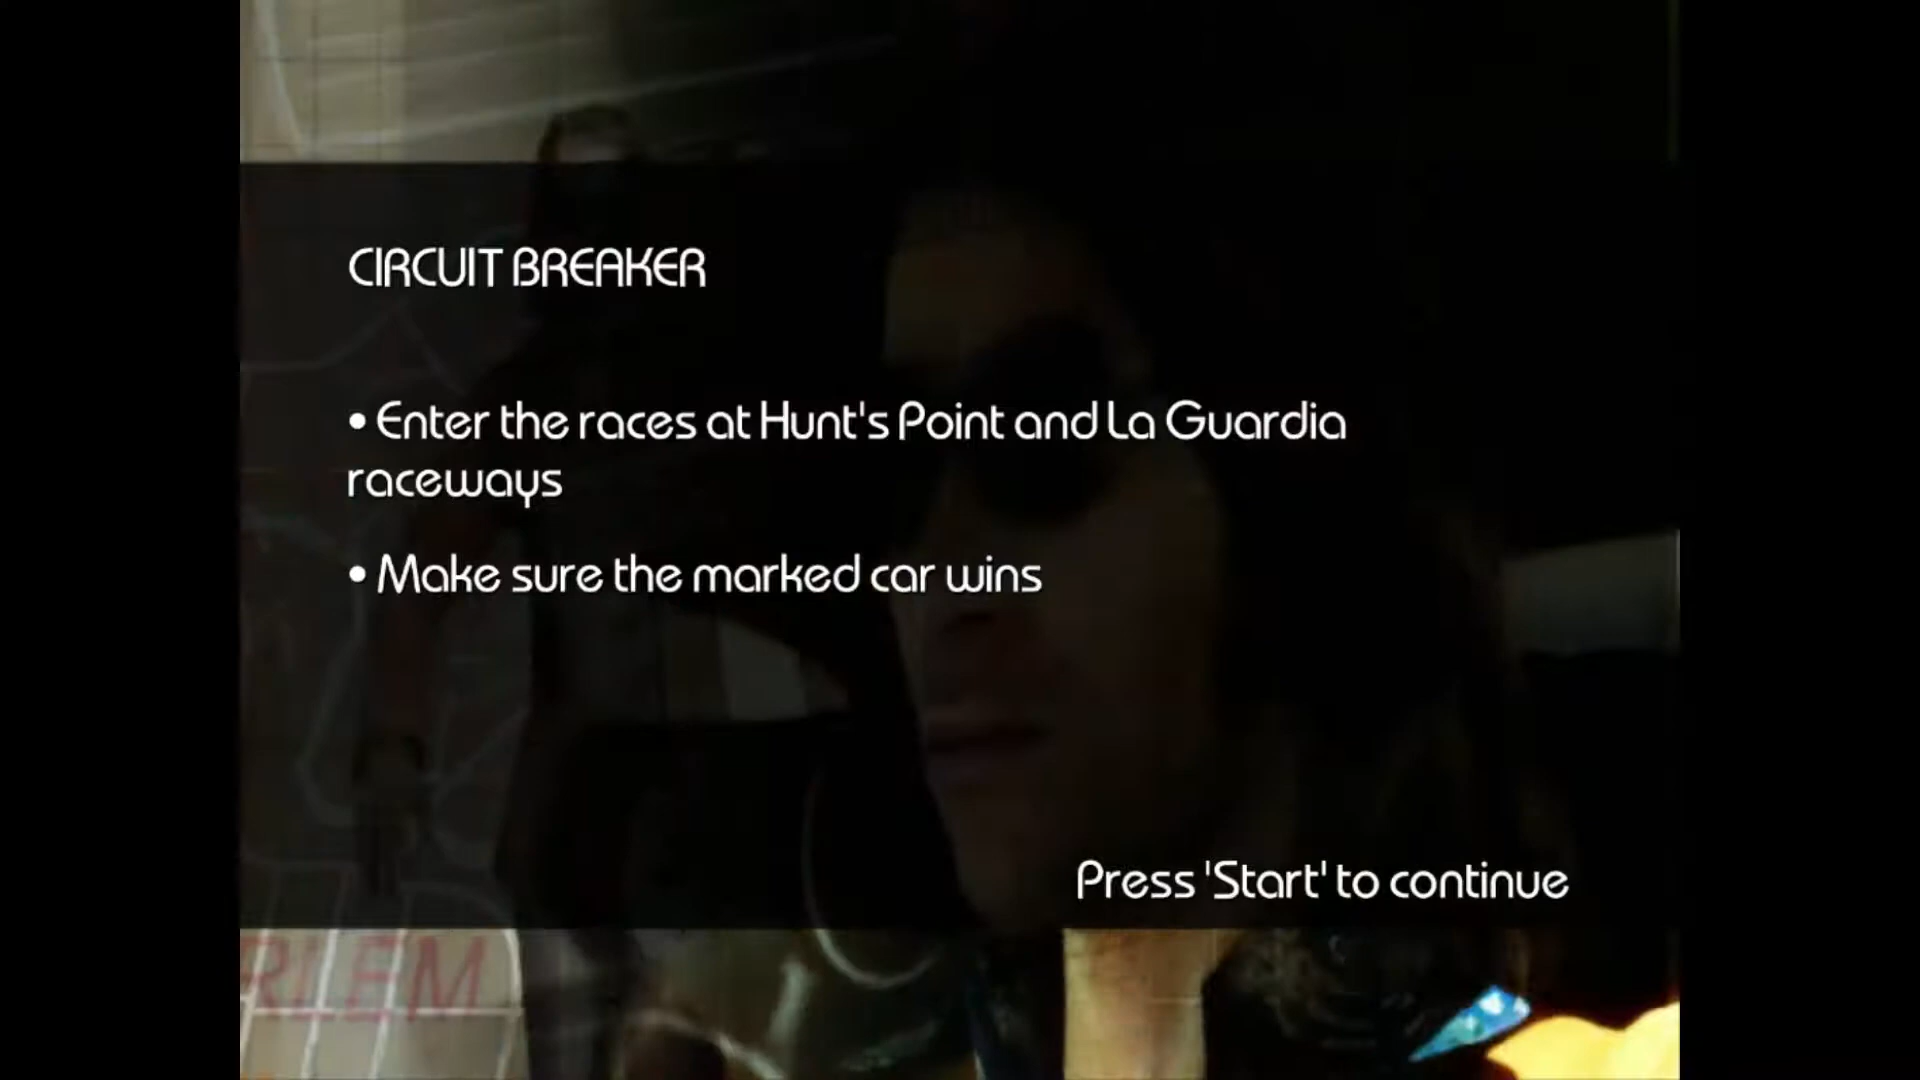 CIRCUIT BREAKER
• Enter the races at Hunt's Point and La Guardia
raceways
• Make sure the marked car wins
Press 'Start' to continue
RLEM